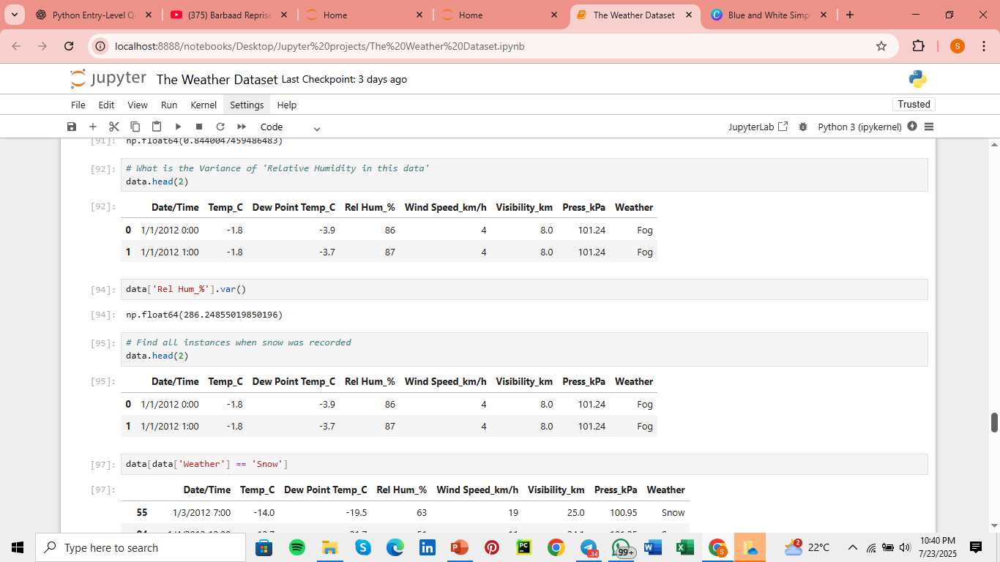 Python Entry-Level Q
(375) Barbaad Reprise
Home
Home
The Weather Dataset
Blue and White Simpl
localhost:8888/notebooks/Desktop/Jupyter%20projects/The%20Weather%20Dataset.ipynb
S
jupyter The Weather Dataset Last Checkpoint: 3 days ago
File Edit View Run Kernel Settings Help
Trusted
Code
JupyterLab Python 3 (ipykernel)
[91]: np.float64(0.8440047459486483)
[92]: # What is the Variance of 'Relative Humidity in this data'
data.head(2)
[92]: Date/Time Temp_C Dew Point Temp_C Rel Hum_% Wind Speed_km/h Visibility_km Press_kPa Weather
0 1/1/2012 0:00 -1.8 -3.9 86 4 8.0 101.24 Fog
1 1/1/2012 1:00 -1.8 -3.7 87 4 8.0 101.24 Fog
[94]: data['Rel Hum_%'].var()
[94]: np.float64(286.24855019850196)
[95]: # Find all instances when snow was recorded
data.head(2)
[95]: Date/Time Temp_C Dew Point Temp_C Rel Hum_% Wind Speed_km/h Visibility_km Press_kPa Weather
0 1/1/2012 0:00 -1.8 -3.9 86 4 8.0 101.24 Fog
1 1/1/2012 1:00 -1.8 -3.7 87 4 8.0 101.24 Fog
[97]: data[data['Weather'] == 'Snow']
[97]: Date/Time Temp_C Dew Point Temp_C Rel Hum_% Wind Speed_km/h Visibility_km Press_kPa Weather
55 1/3/2012 7:00 -14.0 -19.5 63 19 25.0 100.95 Snow
Type here to search
PC
34
99+
S
2
22°C
10:40 PM
7/23/2025